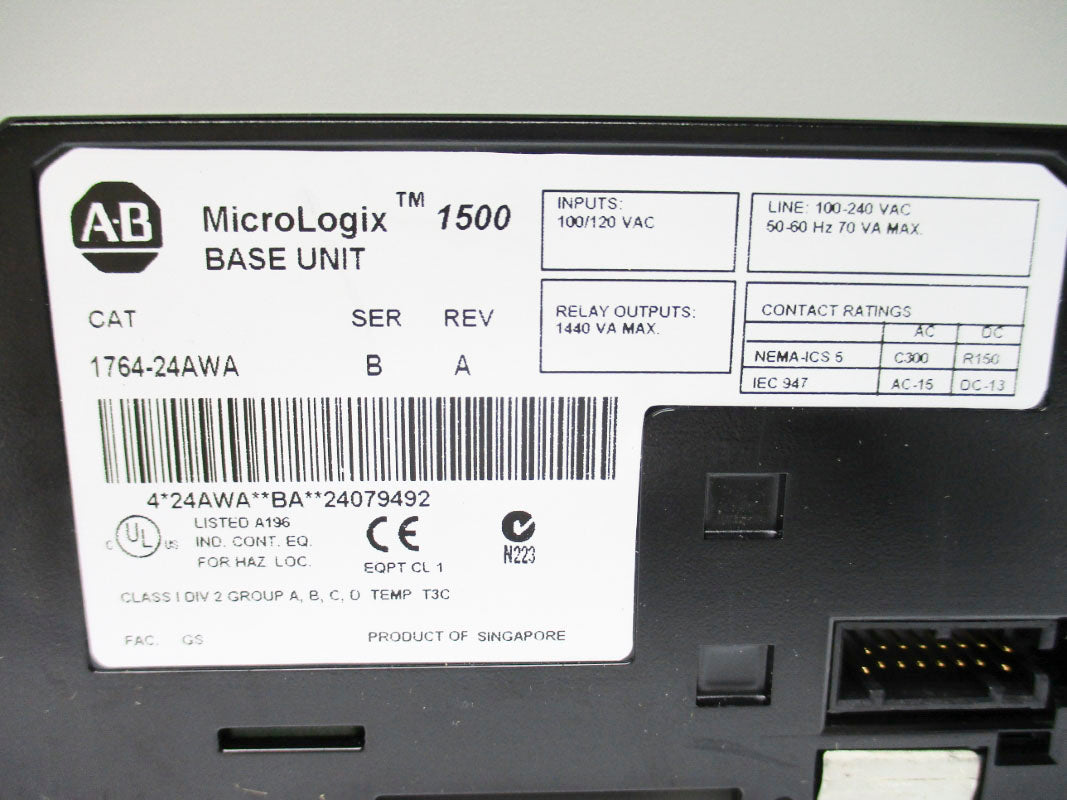 A·B
MicroLogix™ 1500
BASE UNIT
CAT SER REV
1764-24AWA B A
4*24AWA**BA**24079492
C UL US
LISTED A196
IND. CONT. EQ.
FOR HAZ. LOC.
CE
EQPT CL 1
N223
CLASS I DIV 2 GROUP A, B, C, D TEMP T3C
FAC. GS
PRODUCT OF SINGAPORE
INPUTS:
100/120 VAC
LINE: 100-240 VAC
50-60 Hz 70 VA MAX.
RELAY OUTPUTS:
1440 VA MAX.
CONTACT RATINGS
AC DC
NEMA-ICS 5 C300 R150
IEC 947 AC-15 DC-13